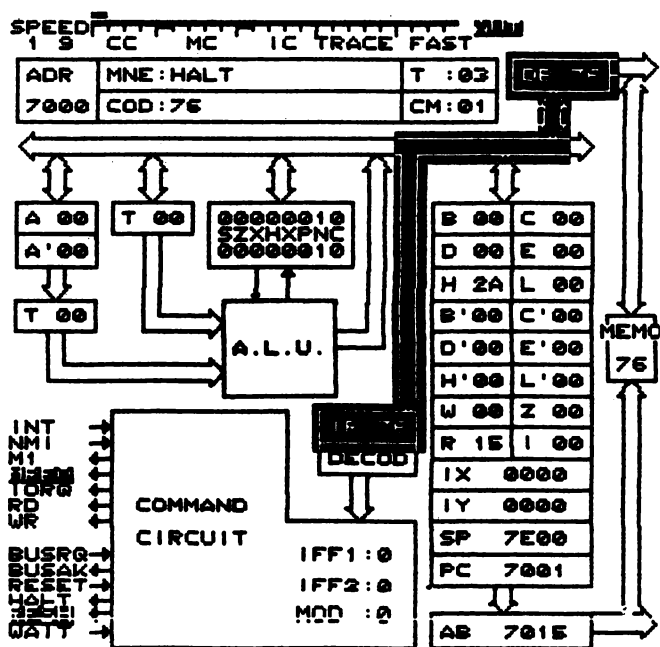 SPEED
1 9 CC MC IC TRACE FAST
ADR MNE:HALT T :03
7000 COD:76 CM:01
A 00
A'00
T 00
00000010
SZXHXPNC
00000010
T 00
A.L.U.
B 00 C 00
D 00 E 00
H 2A L 00
B'00 C'00
D'00 E'00
H'00 L'00
W 00 Z 00
R 15 I 00
IX 0000
IY 0000
SP 7E00
PC 7001
AB 7015
MEMO
76
DECOD
INT
NMI
M1
TORQ
RD
WR
BUSRQ
BUSAK
RESET
HALT
WATT
COMMAND
CIRCUIT
IFF1:0
IFF2:0
MOD :0